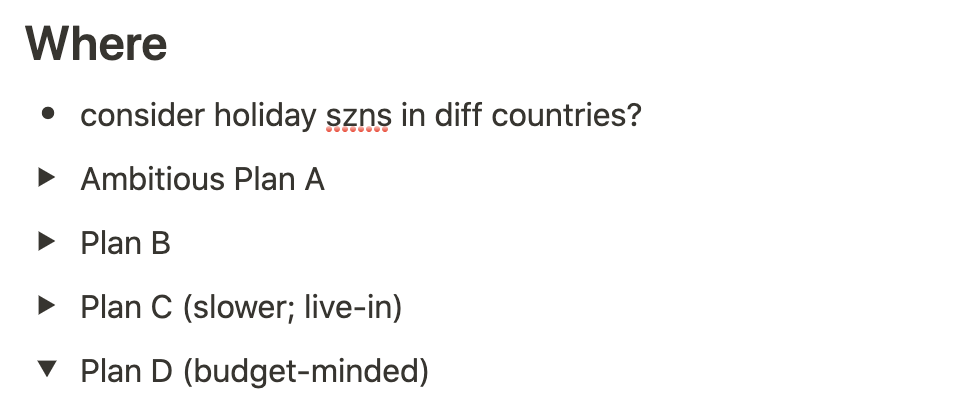 Where
consider holiday szns in diff countries?
Ambitious Plan A
Plan B
Plan C (slower; live-in)
Plan D (budget-minded)